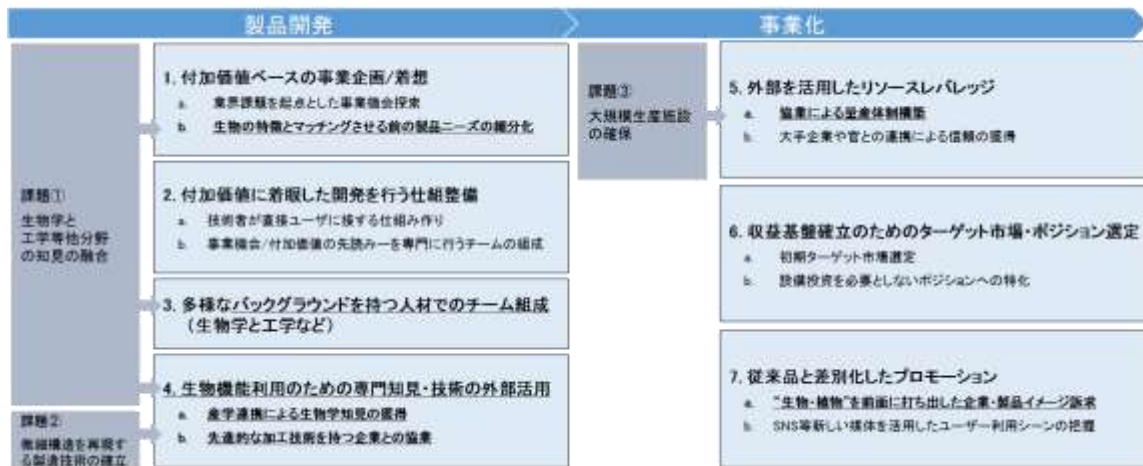 製品開発
事業化
課題①
生物学と
工学等他分野
の知見の融合
課題②
微細構造を再現す
る製造技術の確立
1. 付加価値ベースの事業企画/着想
a. 業界課題を起点とした事業機会探索
b. 生物の特徴とマッチングさせる前の製品ニーズの細分化
2. 付加価値に着眼した開発を行う仕組整備
a. 技術者が直接ユーザに接する仕組み作り
b. 事業機会/付加価値の先読みーを専門に行うチームの組成
3. 多様なバックグラウンドを持つ人材でのチーム組成
（生物学と工学など）
4. 生物機能利用のための専門知見・技術の外部活用
a. 産学連携による生物学知見の獲得
b. 先進的な加工技術を持つ企業との協業
課題③
大規模生産施設
の確保
5. 外部を活用したリソースレバレッジ
a. 協業による量産体制構築
b. 大手企業や官との連携による信頼の獲得
6. 収益基盤確立のためのターゲット市場・ポジション選定
a. 初期ターゲット市場選定
b. 設備投資を必要としないポジションへの特化
7. 従来品と差別化したプロモーション
a. “生物・植物”を前面に打ち出した企業・製品イメージ訴求
b. SNS等新しい媒体を活用したユーザー利用シーンの把握